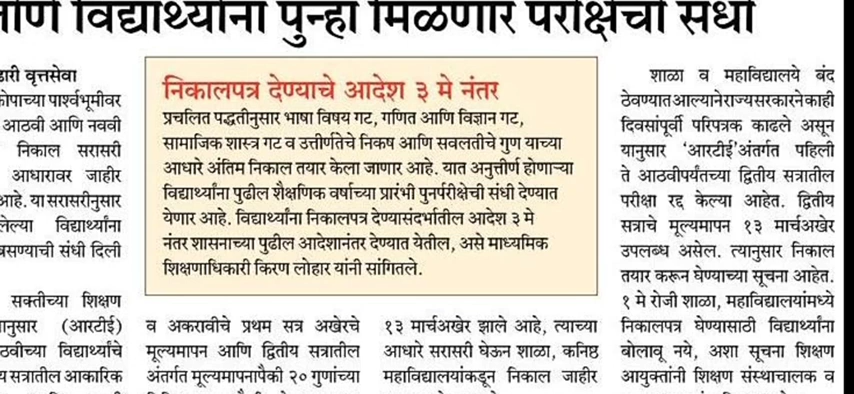 विद्यार्थ्यांना पुन्हा मिळणार परीक्षेची संधी
वृत्तसेवा
पार्श्वभूमीवर
आठवी आणि नववी
निकाल सरासरी
आधारावर जाहीर
आहे. या सरासरीनुसार
विद्यार्थ्यांना
संधी दिली
सक्तीच्या शिक्षण
(आरटीई)
विद्यार्थ्यांचे
सत्रातील आकारिक
निकालपत्र देण्याचे आदेश ३ मे नंतर
प्रचलित पद्धतीनुसार भाषा विषय गट, गणित आणि विज्ञान गट,
सामाजिक शास्त्र गट व उत्तीर्णतेचे निकष आणि सवलतीचे गुण याच्या
आधारे अंतिम निकाल तयार केला जाणार आहे. यात अनुत्तीर्ण होणाऱ्या
विद्यार्थ्यांना पुढील शैक्षणिक वर्षाच्या प्रारंभी पुनर्परीक्षेची संधी देण्यात
येणार आहे. विद्यार्थ्यांना निकालपत्र देण्यासंदर्भातील आदेश ३ मे
नंतर शासनाच्या पुढील आदेशानंतर देण्यात येतील, असे माध्यमिक
शिक्षणाधिकारी किरण लोहार यांनी सांगितले.
व अकरावीचे प्रथम सत्र अखेरचे
मूल्यमापन आणि द्वितीय सत्रातील
अंतर्गत मूल्यमापनापैकी २० गुणांच्या
१३ मार्चअखेर झाले आहे, त्याच्या
आधारे सरासरी घेऊन शाळा, कनिष्ठ
महाविद्यालयांकडून निकाल जाहीर
शाळा व महाविद्यालये बंद
ठेवण्यात आल्याने राज्य सरकारने काही
दिवसांपूर्वी परिपत्रक काढले असून
यानुसार ‘आरटीई’अंतर्गत पहिली
ते आठवीपर्यंतच्या द्वितीय सत्रातील
परीक्षा रद्द केल्या आहेत. द्वितीय
सत्राचे मूल्यमापन १३ मार्चअखेर
उपलब्ध असेल. त्यानुसार निकाल
तयार करून घेण्याच्या सूचना आहेत.
१ मे रोजी शाळा, महाविद्यालयांमध्ये
निकालपत्र घेण्यासाठी विद्यार्थ्यांना
बोलावू नये, अशा सूचना शिक्षण
आयुक्तांनी शिक्षण संस्थाचालक व